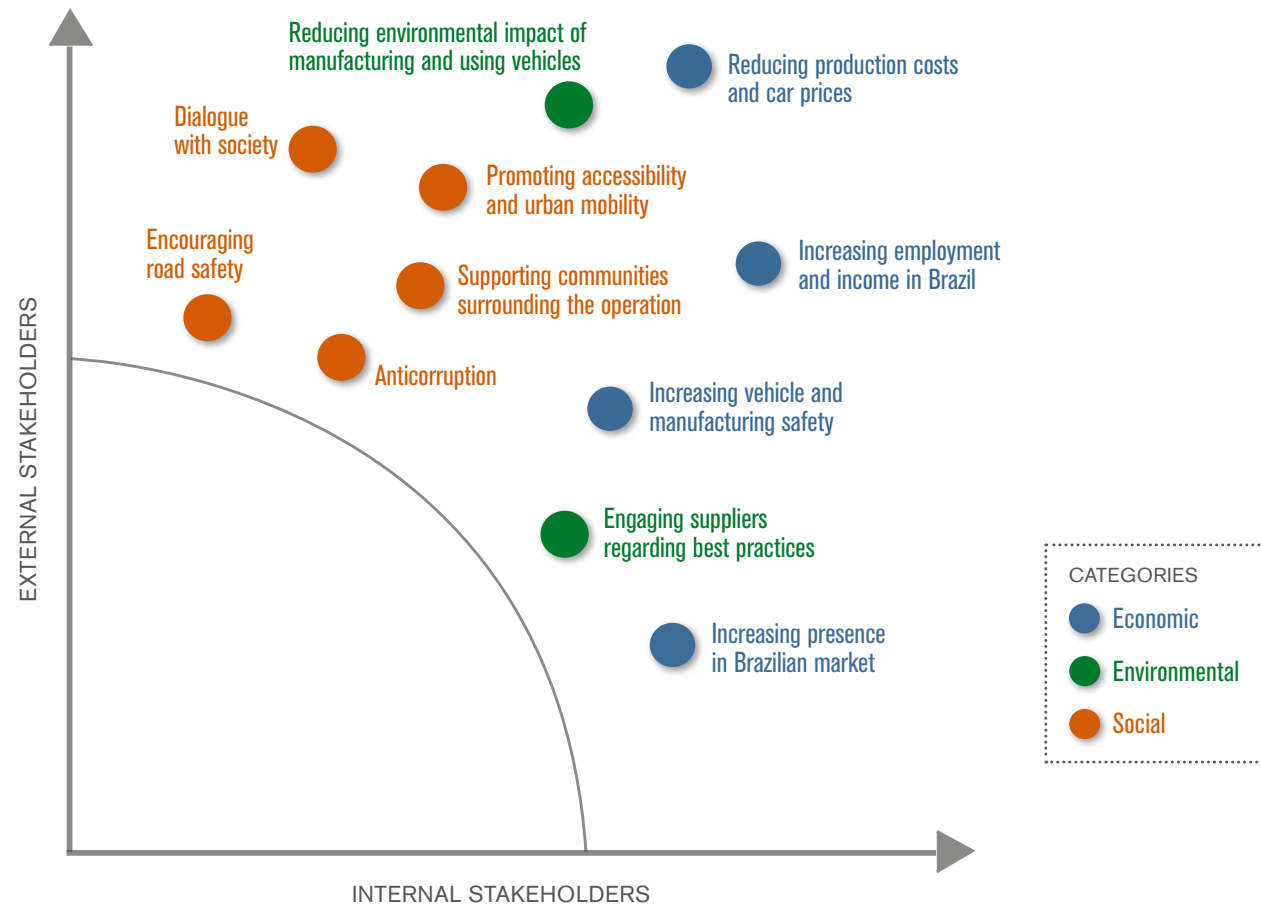 Reducing environmental impact of
manufacturing and using vehicles
Reducing production costs
and car prices
Dialogue
with society
Promoting accessibility
and urban mobility
Encouraging
road safety
Increasing employment
and income in Brazil
Supporting communities
surrounding the operation
Anticorruption
Increasing vehicle and
manufacturing safety
Engaging suppliers
regarding best practices
Increasing presence
in Brazilian market
EXTERNAL STAKEHOLDERS
INTERNAL STAKEHOLDERS
CATEGORIES
Economic
Environmental
Social